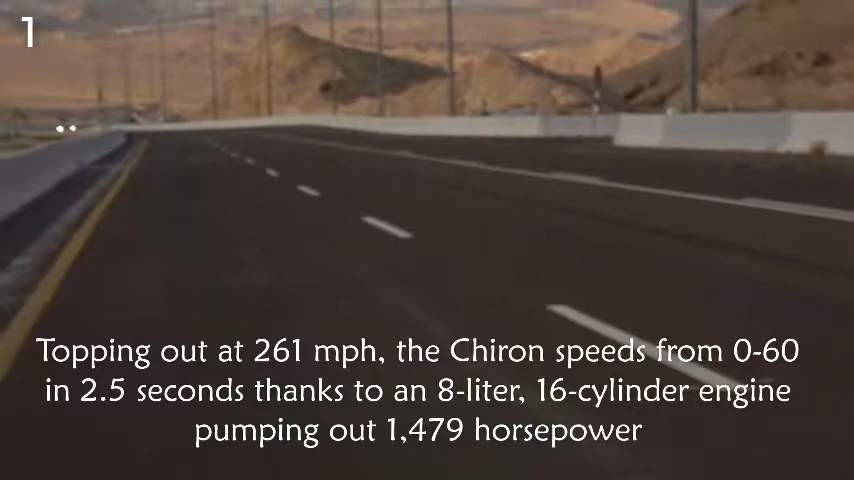 1
Topping out at 261 mph, the Chiron speeds from 0-60
in 2.5 seconds thanks to an 8-liter, 16-cylinder engine
pumping out 1,479 horsepower